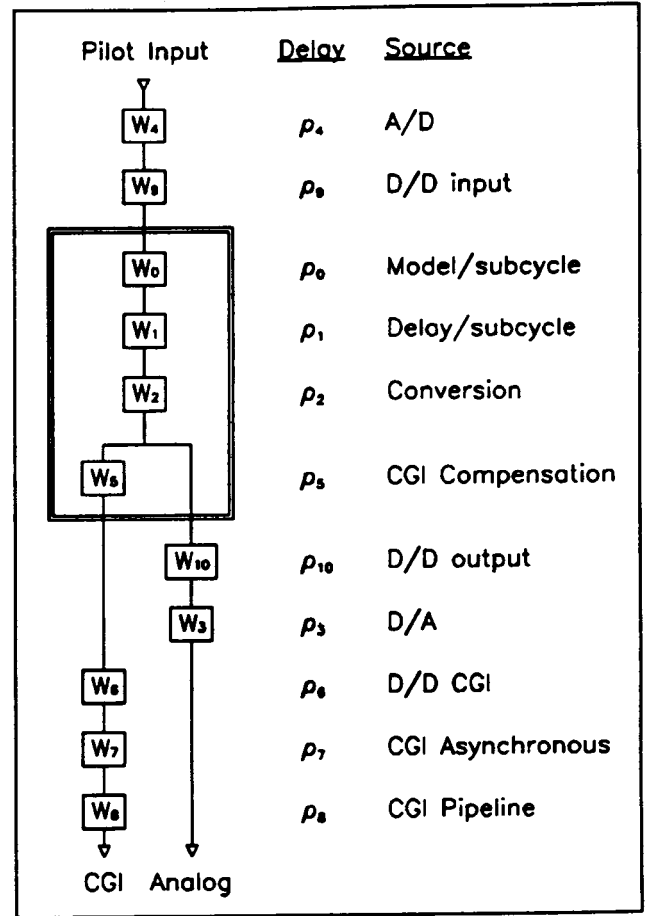 Pilot Input Delay Source
W₄ ρ₄ A/D
W₉ ρ₉ D/D input
W₀ ρ₀ Model/subcycle
W₁ ρ₁ Delay/subcycle
W₂ ρ₂ Conversion
W₅ ρ₅ CGI Compensation
W₁₀ ρ₁₀ D/D output
W₃ ρ₃ D/A
W₆ ρ₆ D/D CGI
W₇ ρ₇ CGI Asynchronous
W₈ ρ₈ CGI Pipeline
CGI Analog